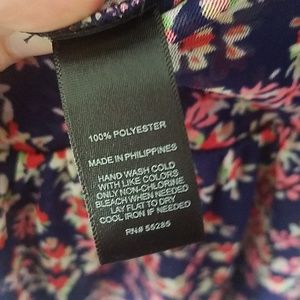 100% POLYESTER
MADE IN PHILIPPINES
HAND WASH COLD
WITH LIKE COLORS
ONLY NON-CHLORINE
BLEACH WHEN NEEDED
LAY FLAT TO DRY
COOL IRON IF NEEDED
RN# 55285